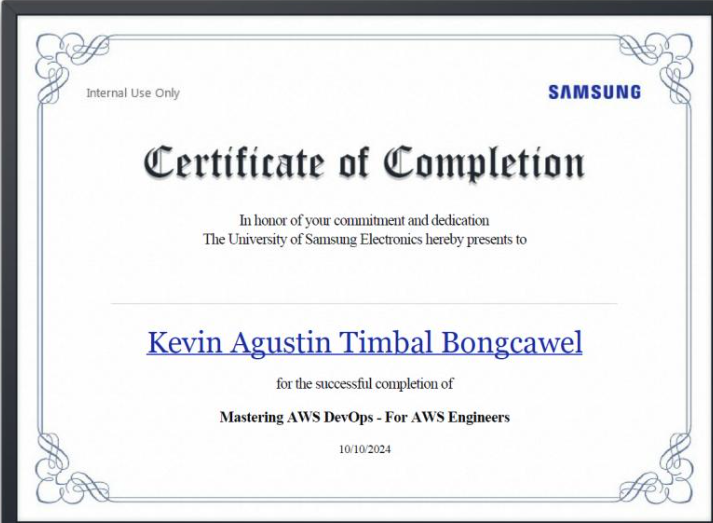 Internal Use Only
SAMSUNG
Certificate of Completion
In honor of your commitment and dedication
The University of Samsung Electronics hereby presents to
Kevin Agustin Timbal Bongcawel
for the successful completion of
Mastering AWS DevOps - For AWS Engineers
10/10/2024